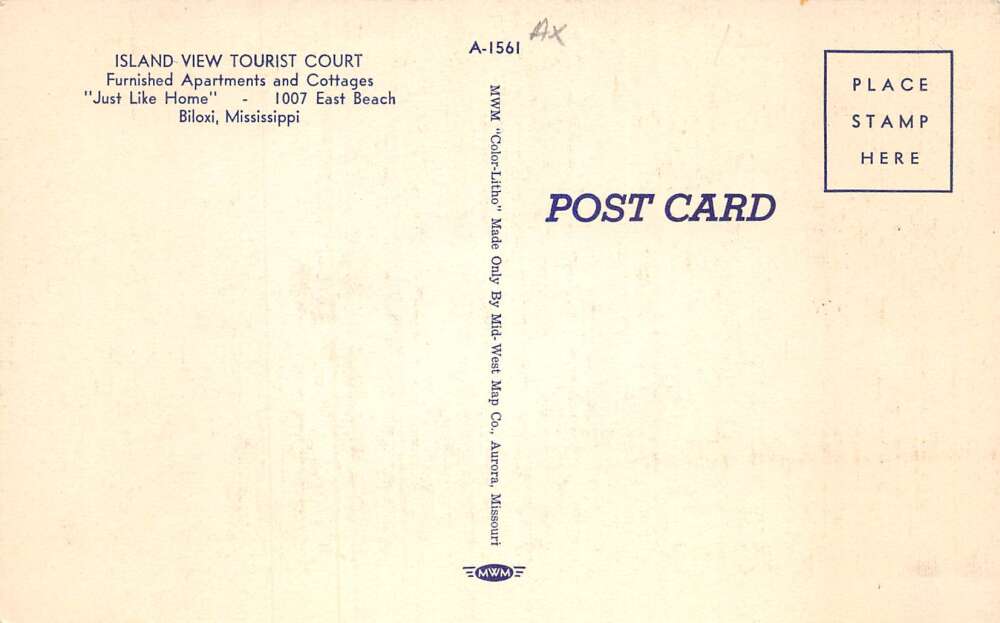 ISLAND VIEW TOURIST COURT
Furnished Apartments and Cottages
"Just Like Home" - 1007 East Beach
Biloxi, Mississippi
A-1561
AX
MWM "Color-Litho" Made Only By Mid-West Map Co., Aurora, Missouri
MWM
POST CARD
PLACE
STAMP
HERE